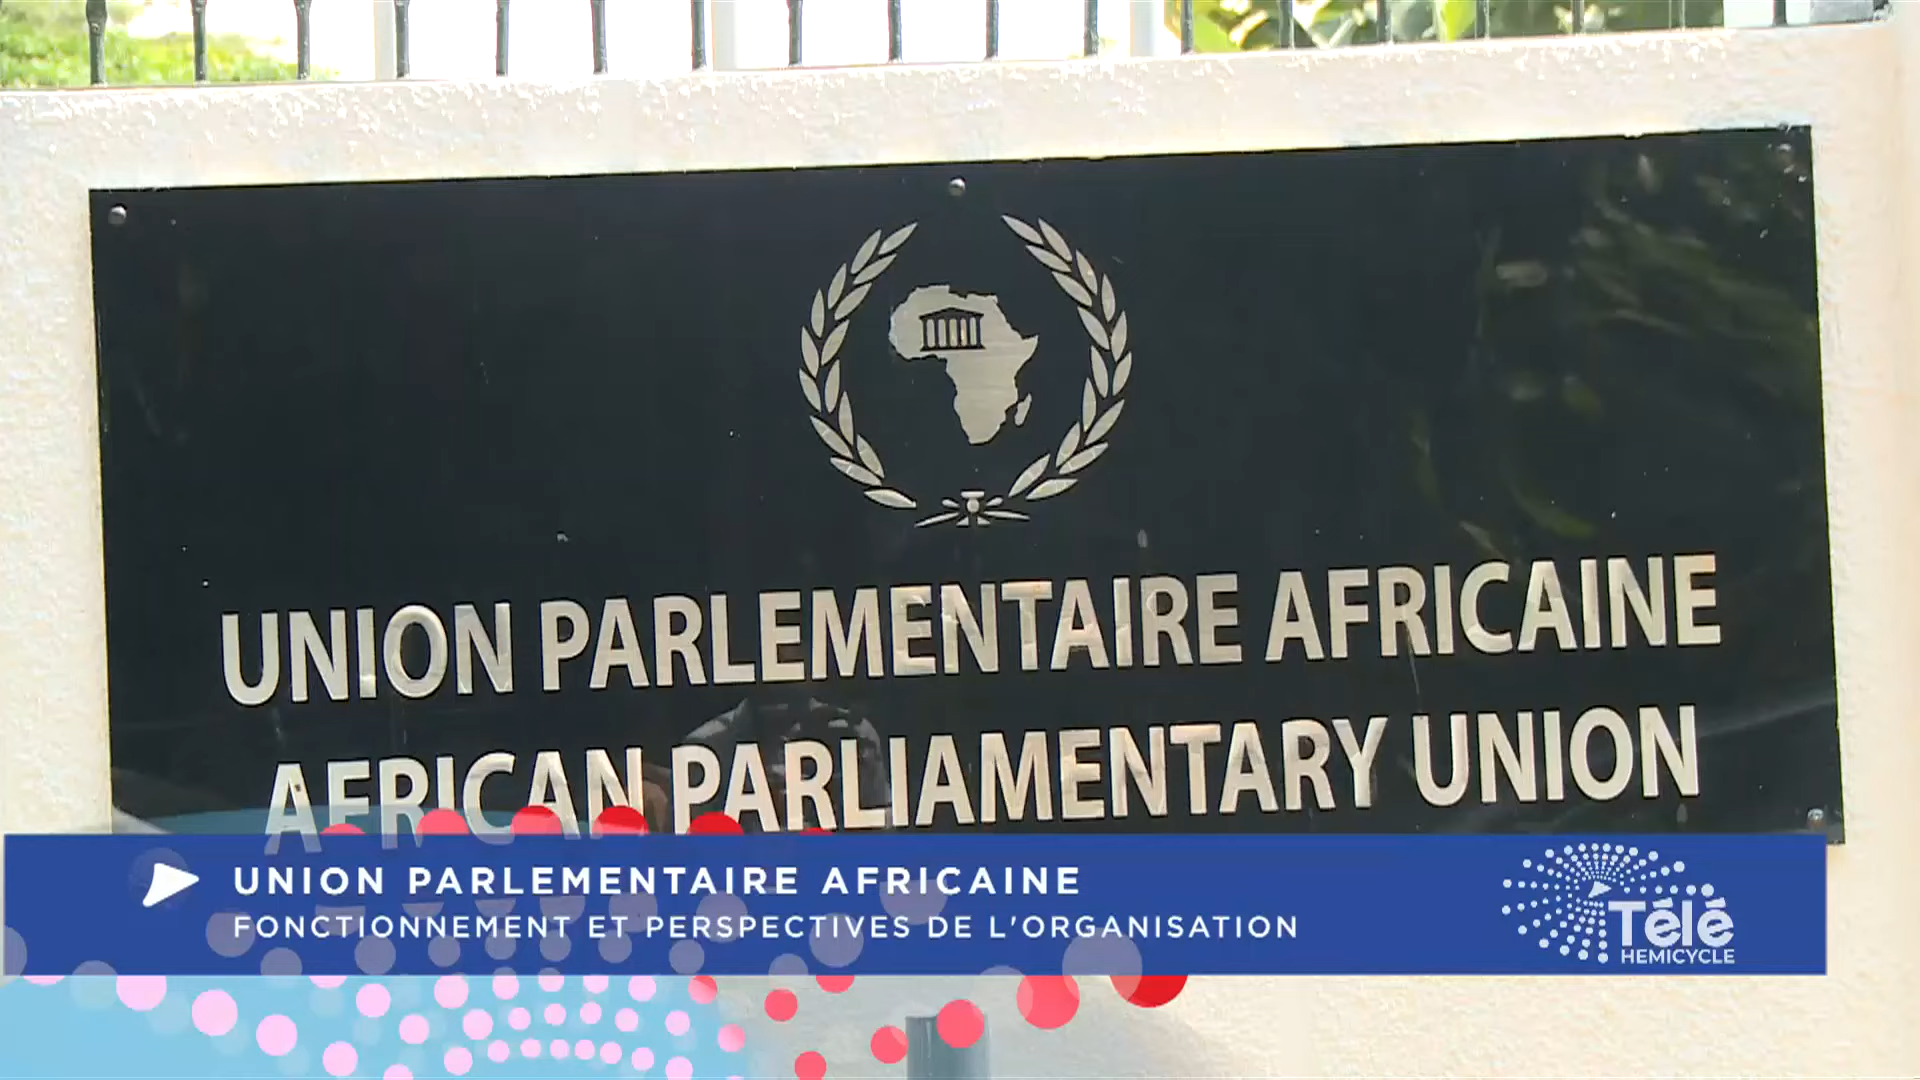 UNION PARLEMENTAIRE AFRICAINE
AFRICAN PARLIAMENTARY UNION
UNION PARLEMENTAIRE AFRICAINE
FONCTIONNEMENT ET PERSPECTIVES DE L'ORGANISATION
Télé
HEMICYCLE